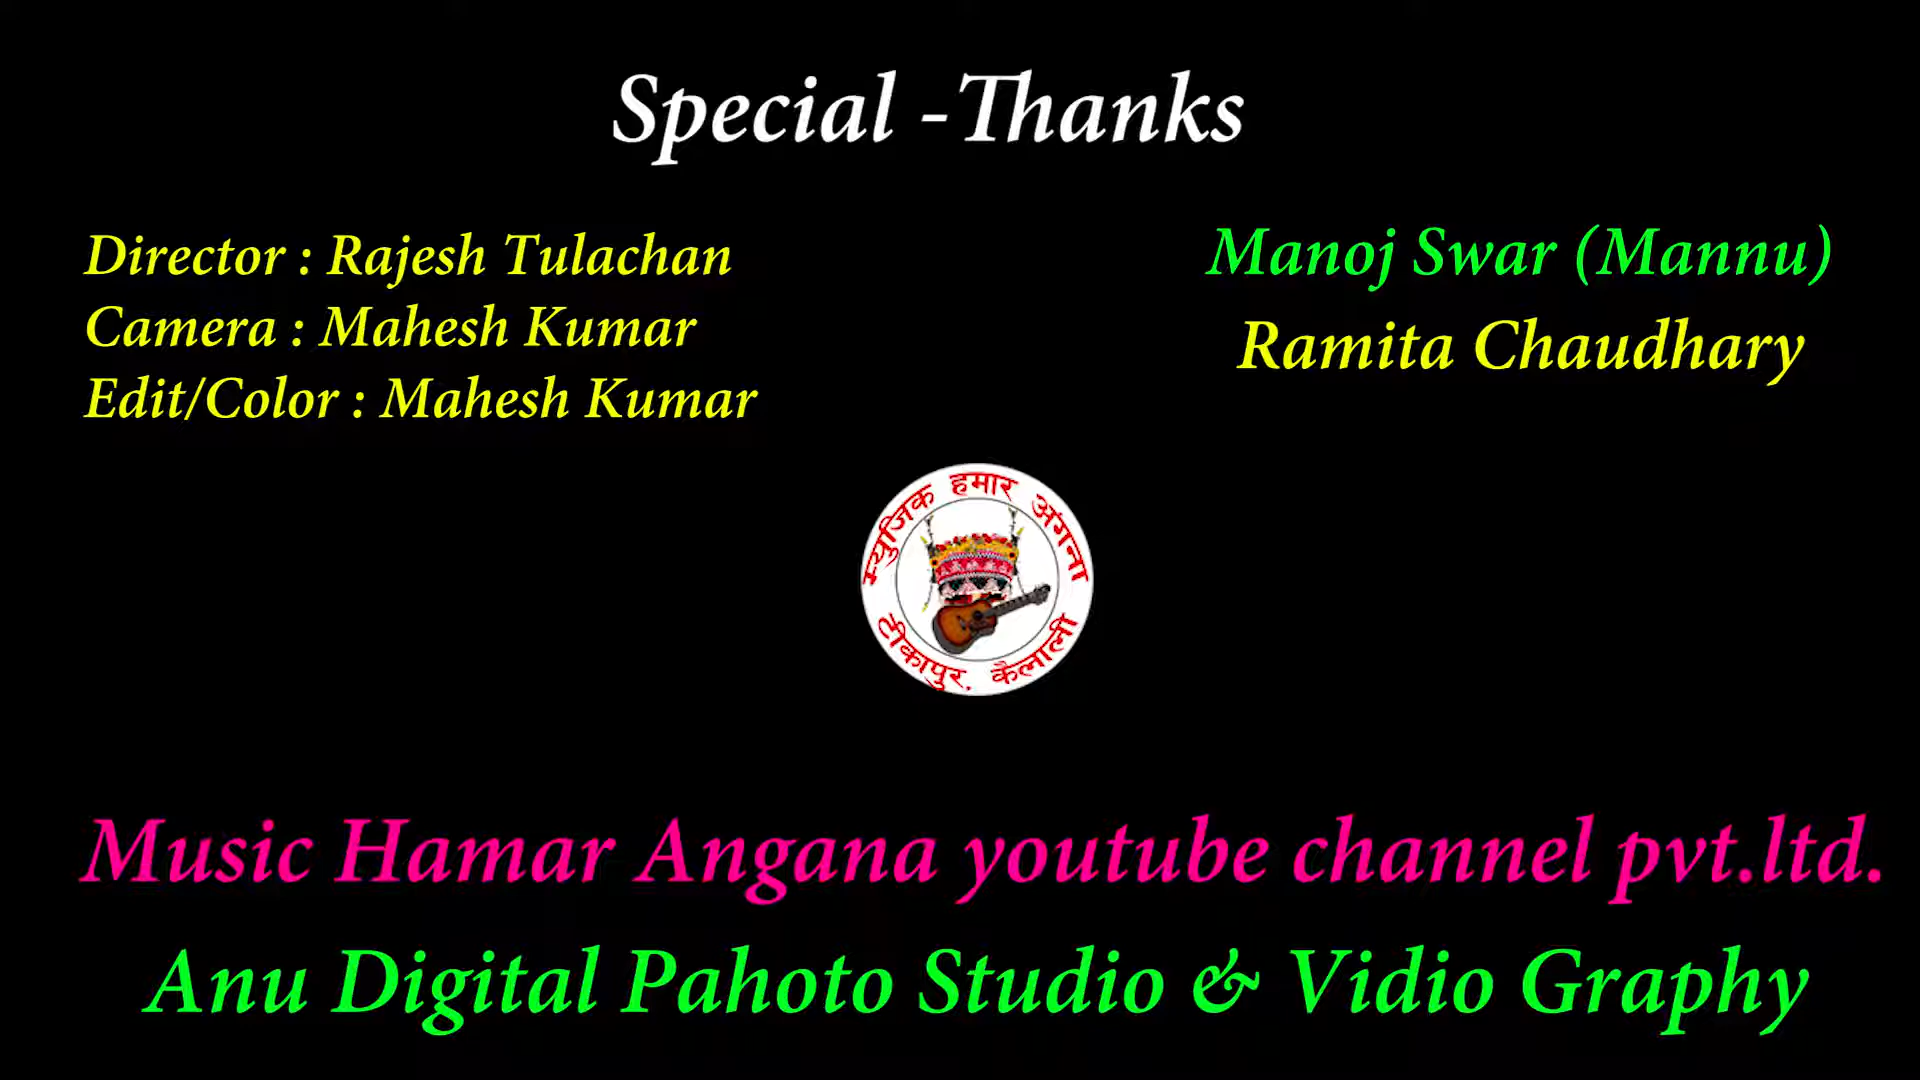 Special -Thanks
Director : Rajesh Tulachan
Camera : Mahesh Kumar
Edit/Color : Mahesh Kumar
Manoj Swar (Mannu)
Ramita Chaudhary
म्युजिक हमार अंगना
टीकापुर, कैलाली
Music Hamar Angana youtube channel pvt.ltd.
Anu Digital Pahoto Studio & Vidio Graphy